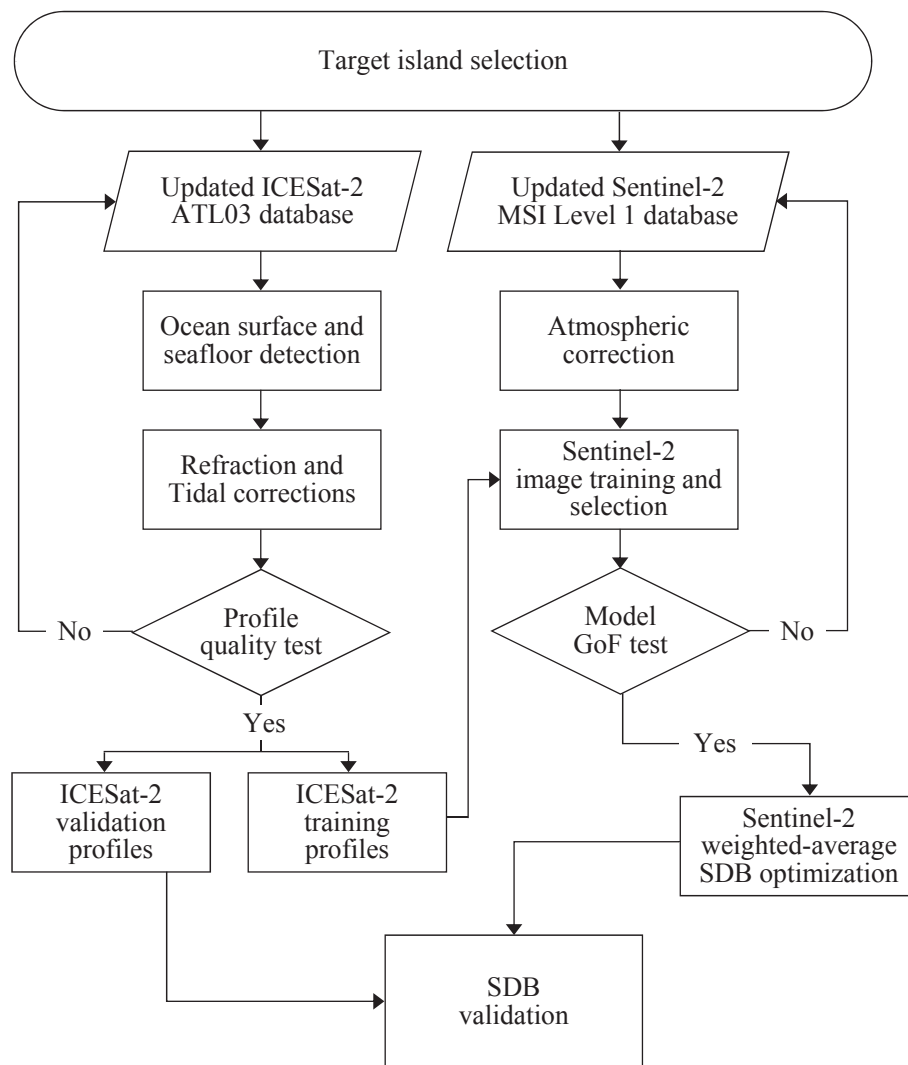 Target island selection
Updated ICESat-2
ATL03 database
Updated Sentinel-2
MSI Level 1 database
Ocean surface and
seafloor detection
Atmospheric
correction
Refraction and
Tidal corrections
Sentinel-2
image training and
selection
No
Profile
quality test
Model
GoF test
No
Yes
Yes
ICESat-2
validation
profiles
ICESat-2
training
profiles
Sentinel-2
weighted-average
SDB optimization
SDB
validation